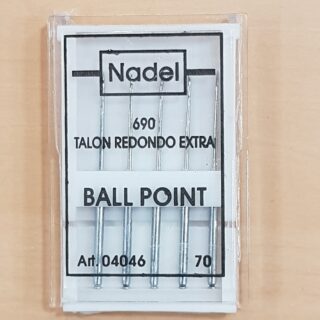 Nadel
690
TALON REDONDO EXTRA
BALL POINT
Art. 04046 70